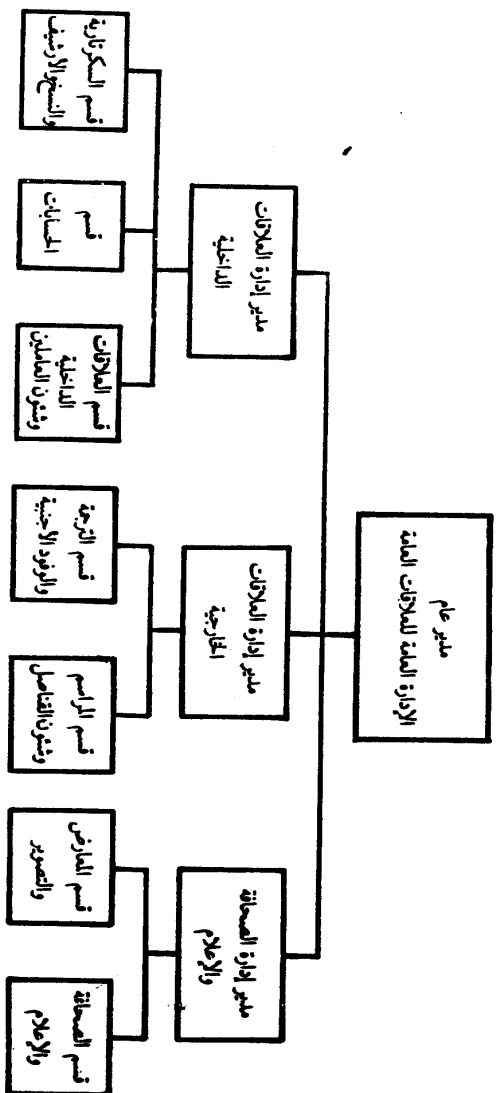 مدير عام
الإدارة العامة للعلاقات العامة
مدير إدارة الصحافة
والإعلام
مدير إدارة العلاقات
الخارجية
مدير إدارة العلاقات
الداخلية
قسم الصحافة
والإعلام
قسم المعارض
والتصوير
قسم المراسم
وشئون القناصل
قسم الترجمة
والوفود الأجنبية
قسم العلاقات
الداخلية
وشئون العاملين
قسم
الحسابات
قسم السكرتارية
والنسخ والأرشيف